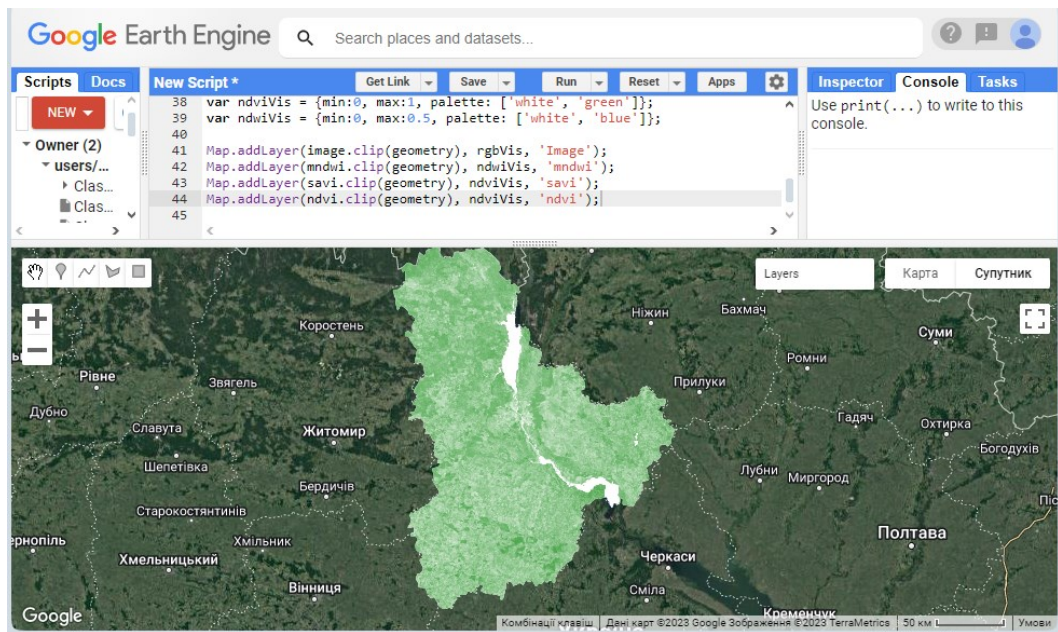 Google Earth Engine
Search places and datasets...
Scripts Docs
NEW
Owner (2)
users/...
Clas...
Clas...
New Script *
Get Link Save Run Reset Apps
38 var ndviVis = {min:0, max:1, palette: ['white', 'green']};
39 var ndwiVis = {min:0, max:0.5, palette: ['white', 'blue']};
40
41 Map.addLayer(image.clip(geometry), rgbVis, 'Image');
42 Map.addLayer(mndwi.clip(geometry), ndwiVis, 'mndwi');
43 Map.addLayer(savi.clip(geometry), ndviVis, 'savi');
44 Map.addLayer(ndvi.clip(geometry), ndviVis, 'ndvi');
45
Inspector Console Tasks
Use print(...) to write to this
console.
Layers
Карта Супутник
Коростень
Ніжин
Бахмач
Суми
Рівне
Звягель
Ромни
Прилуки
Дубно
Славута
Житомир
Гадяч
Охтирка
Богодухів
Шепетівка
Бердичів
Лубни
Миргород
Старокостянтинів
Піс
рнопіль
Хмільник
Полтава
Хмельницький
Черкаси
Вінниця
Сміла
Кременчук
Google
Комбінації клавіш Дані карт ©2023 Google Зображення ©2023 TerraMetrics 50 км Умови